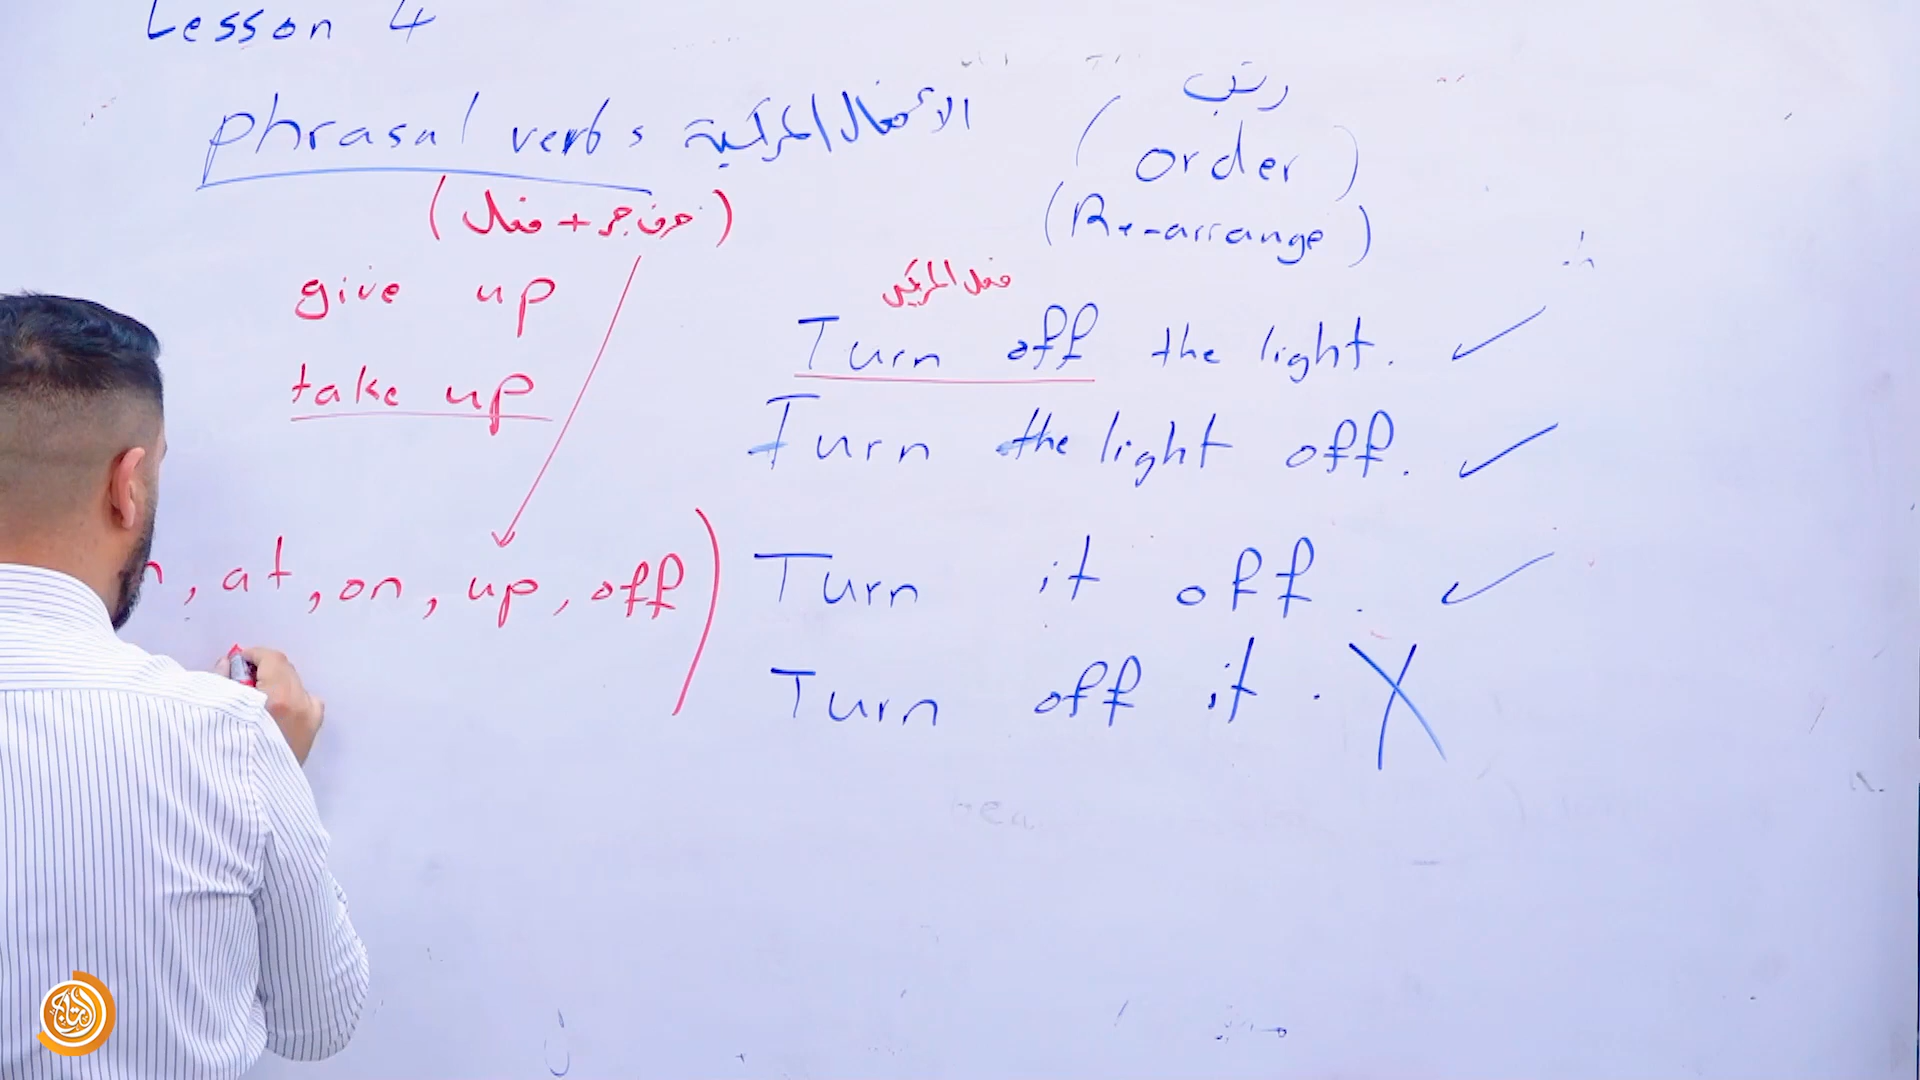 Lesson 4
phrasal verbs الأفعال المركبة
(فعل + حرف جر)
give up
take up
, at, on, up, off)
رتب
(order)
(Re-arrange)
فعل المركب
Turn off the light. ✓
Turn the light off. ✓
Turn it off. ✓
Turn off it. X